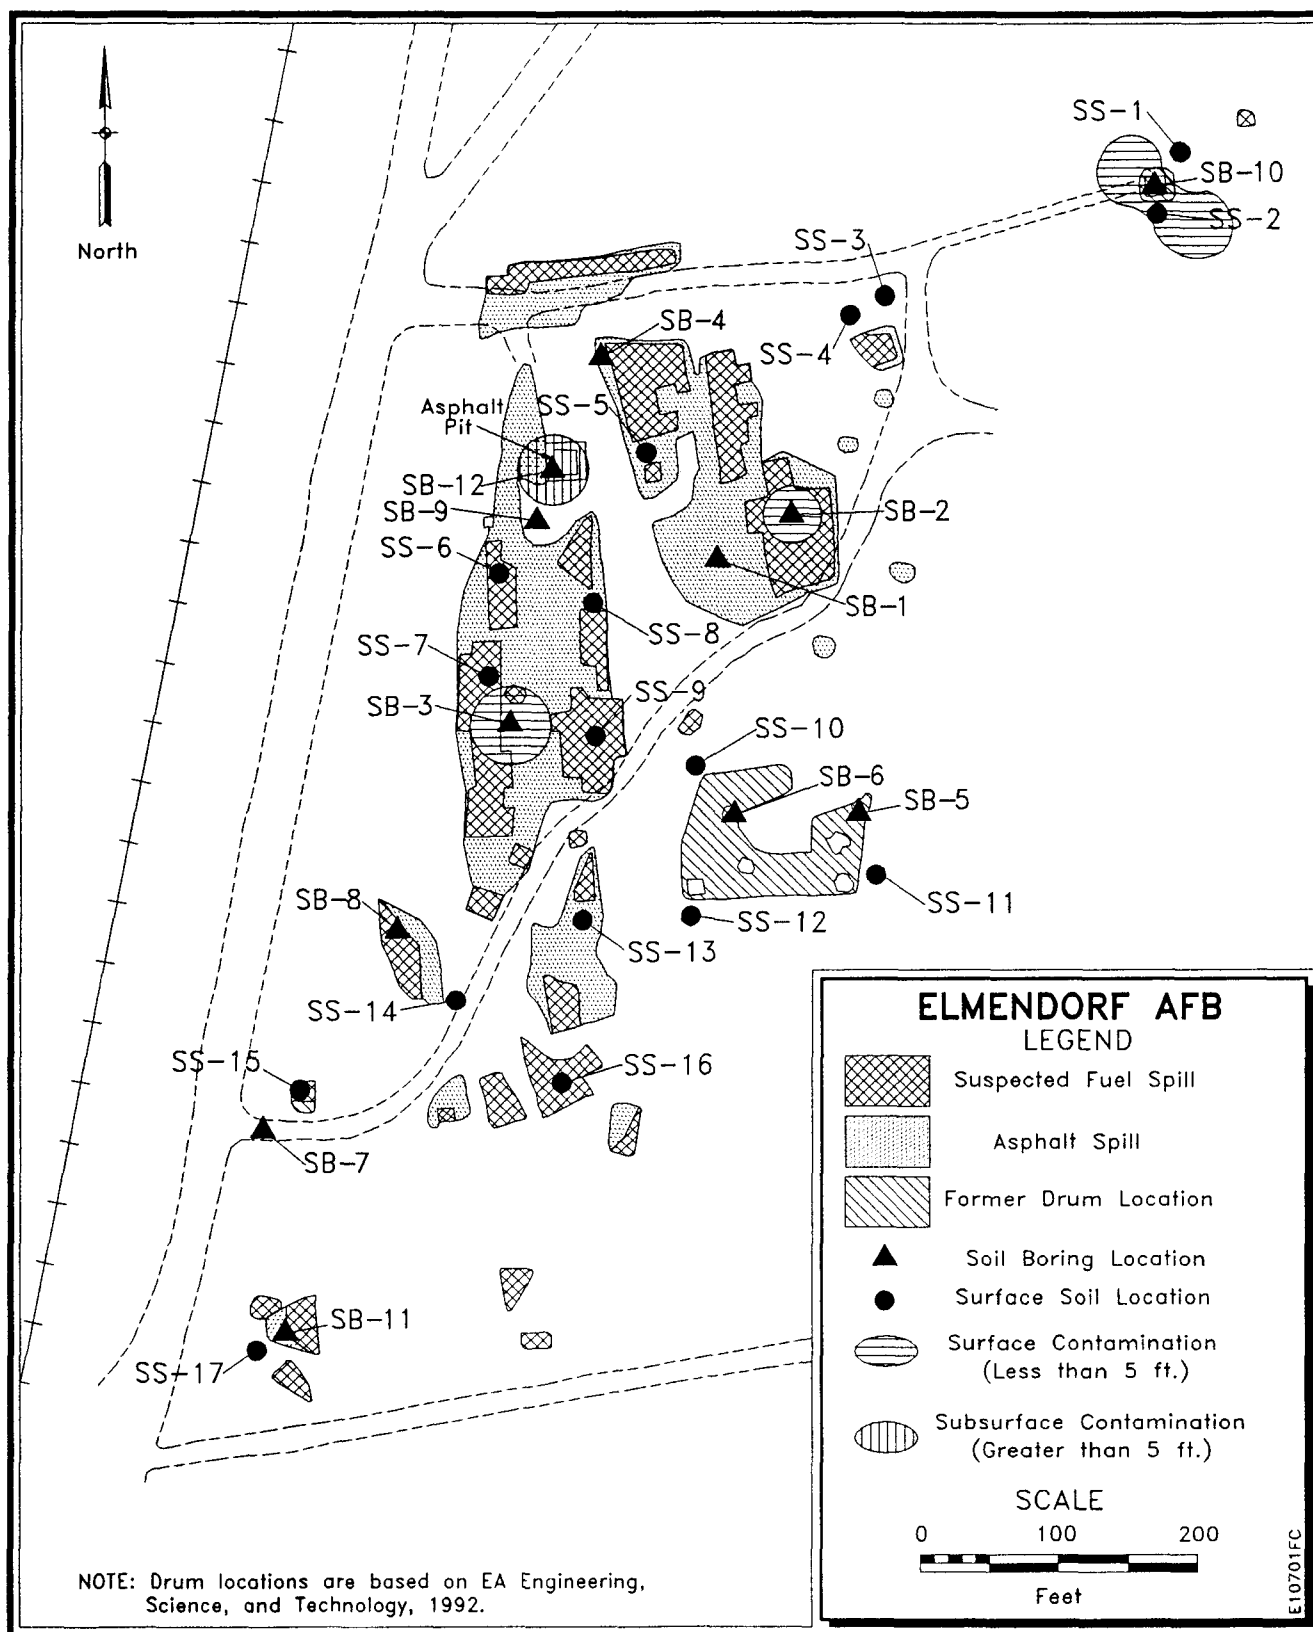 SS-1
SB-10
SS-2
North
SS-3
SB-4
SS-4
Asphalt
Pit
SS-5
SB-12
SB-9
SB-2
SS-6
SB-1
SS-8
SS-7
SS-9
SB-3
SS-10
SB-6
SB-5
SB-8
SS-11
SS-12
SS-13
SS-14
SS-15
SS-16
SB-7
SB-11
SS-17
ELMENDORF AFB
LEGEND
Suspected Fuel Spill
Asphalt Spill
Former Drum Location
Soil Boring Location
Surface Soil Location
Surface Contamination
(Less than 5 ft.)
Subsurface Contamination
(Greater than 5 ft.)
SCALE
0 100 200
Feet
E10701FC
NOTE: Drum locations are based on EA Engineering,
Science, and Technology, 1992.